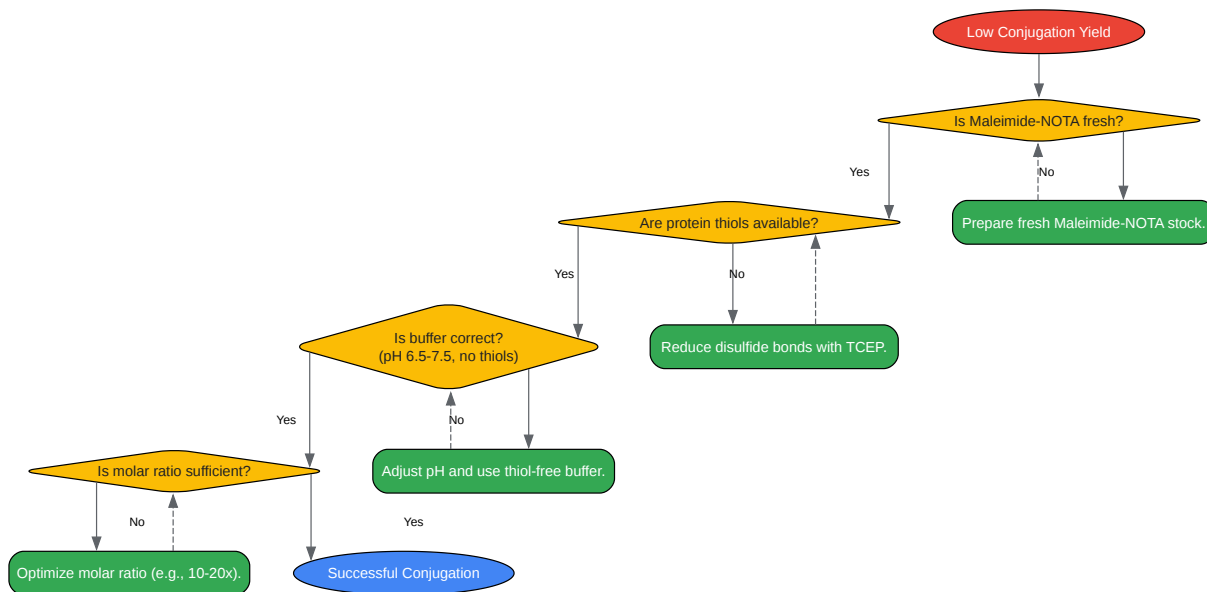 Low Conjugation Yield
Is Maleimide-NOTA fresh?
Yes
No
Are protein thiols available?
Prepare fresh Maleimide-NOTA stock.
Yes
No
Is buffer correct?
(pH 6.5-7.5, no thiols)
Reduce disulfide bonds with TCEP.
Yes
No
Is molar ratio sufficient?
Adjust pH and use thiol-free buffer.
No
Yes
Optimize molar ratio (e.g., 10-20x).
Successful Conjugation